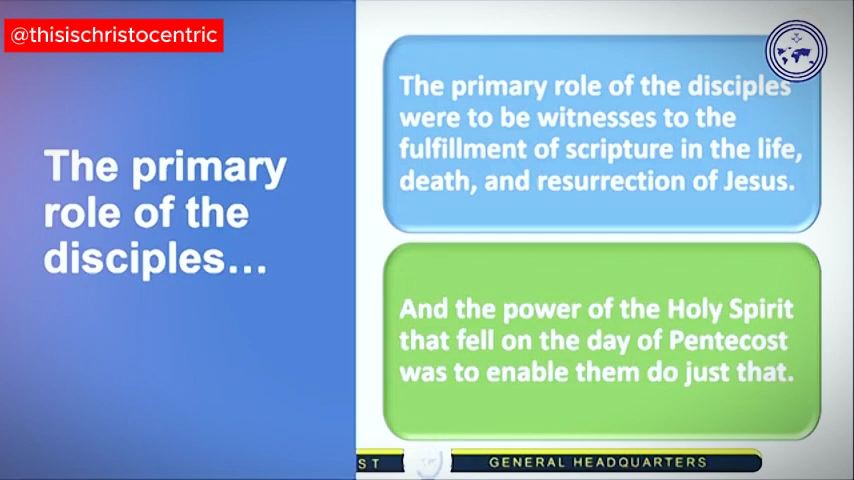 @thisischristocentric
The primary
role of the
disciples...
The primary role of the disciples
were to be witnesses to the
fulfillment of scripture in the life,
death, and resurrection of Jesus.
And the power of the Holy Spirit
that fell on the day of Pentecost
was to enable them do just that.
ST
GENERAL HEADQUARTERS